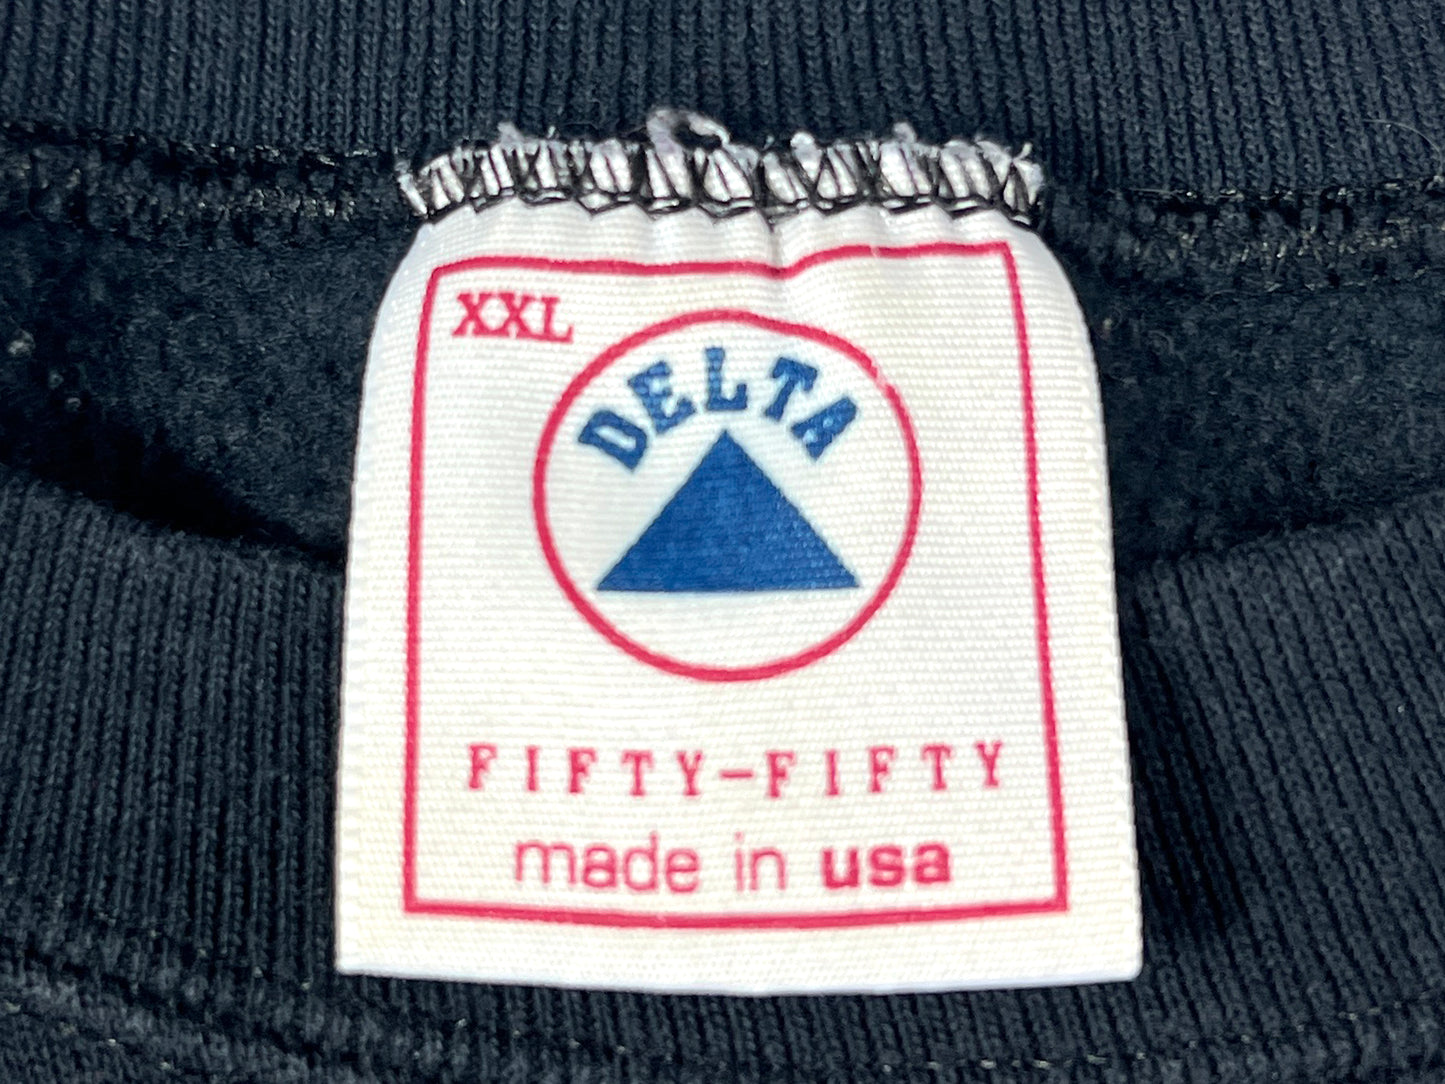 XXL
DELTA
FIFTY-FIFTY
made in usa